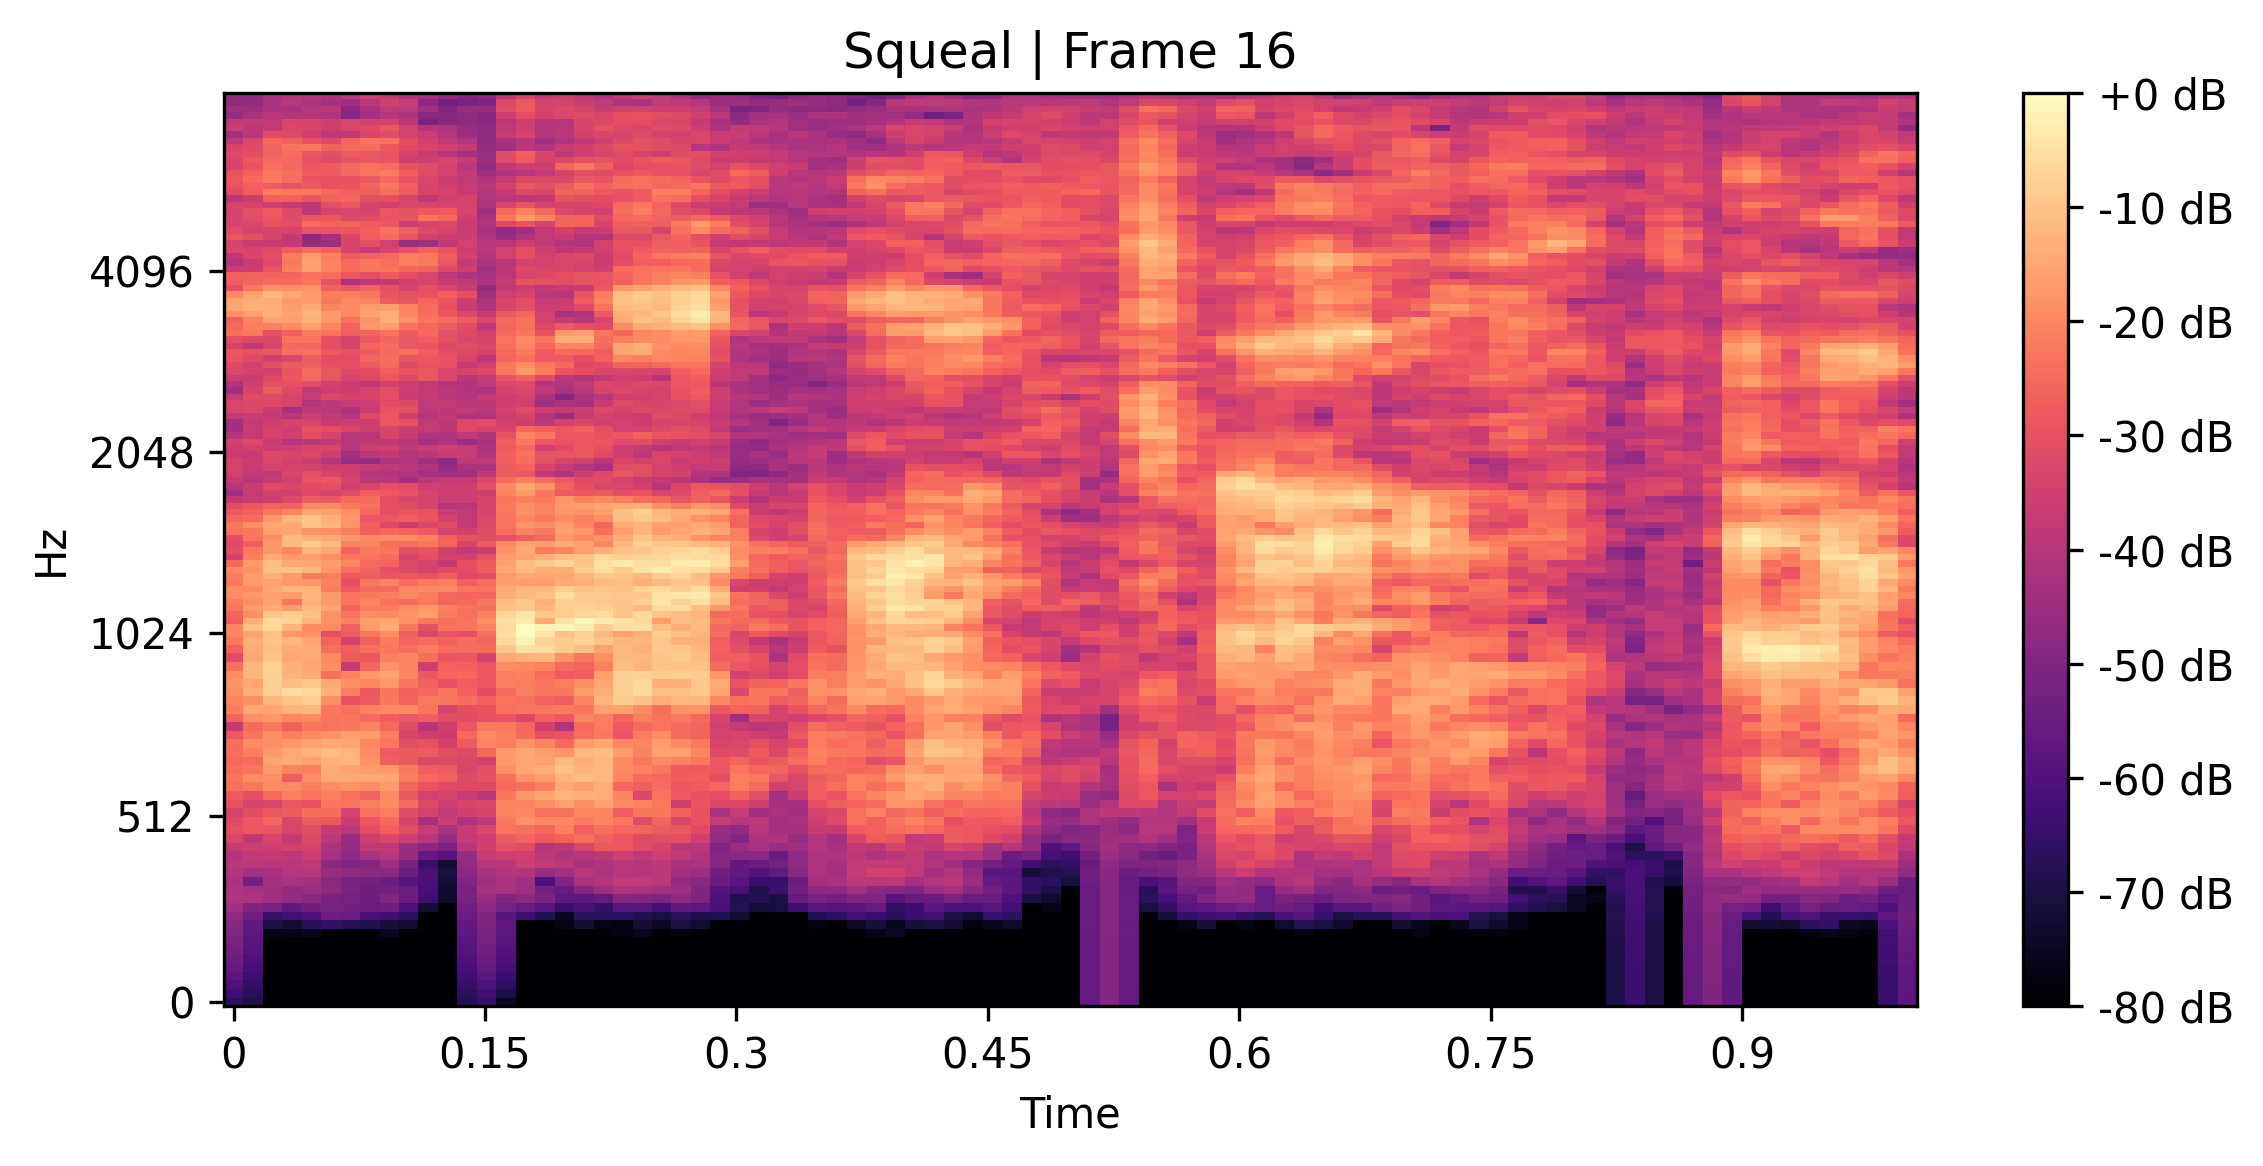 Squeal | Frame 16
+0 dB
-10 dB
-20 dB
-30 dB
-40 dB
-50 dB
-60 dB
-70 dB
-80 dB
Hz
4096
2048
1024
512
0
0 0.15 0.3 0.45 0.6 0.75 0.9
Time